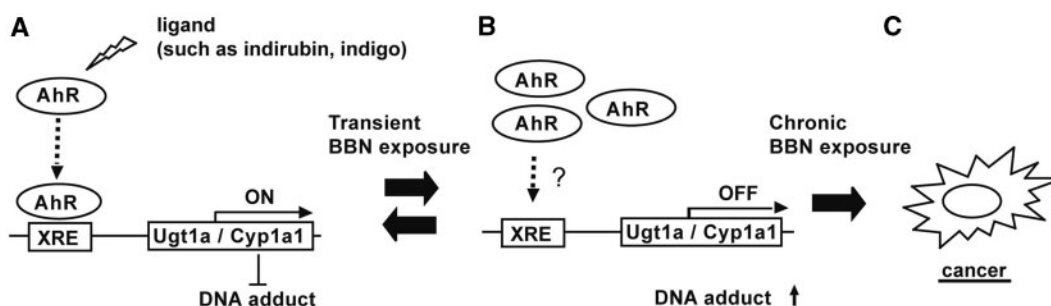 A
ligand
(such as indirubin, indigo)
AhR
AhR
XRE
ON
Ugt1a / Cyp1a1
DNA adduct
Transient
BBN exposure
B
AhR
AhR
AhR
?
XRE
OFF
Ugt1a / Cyp1a1
DNA adduct
Chronic
BBN exposure
C
cancer